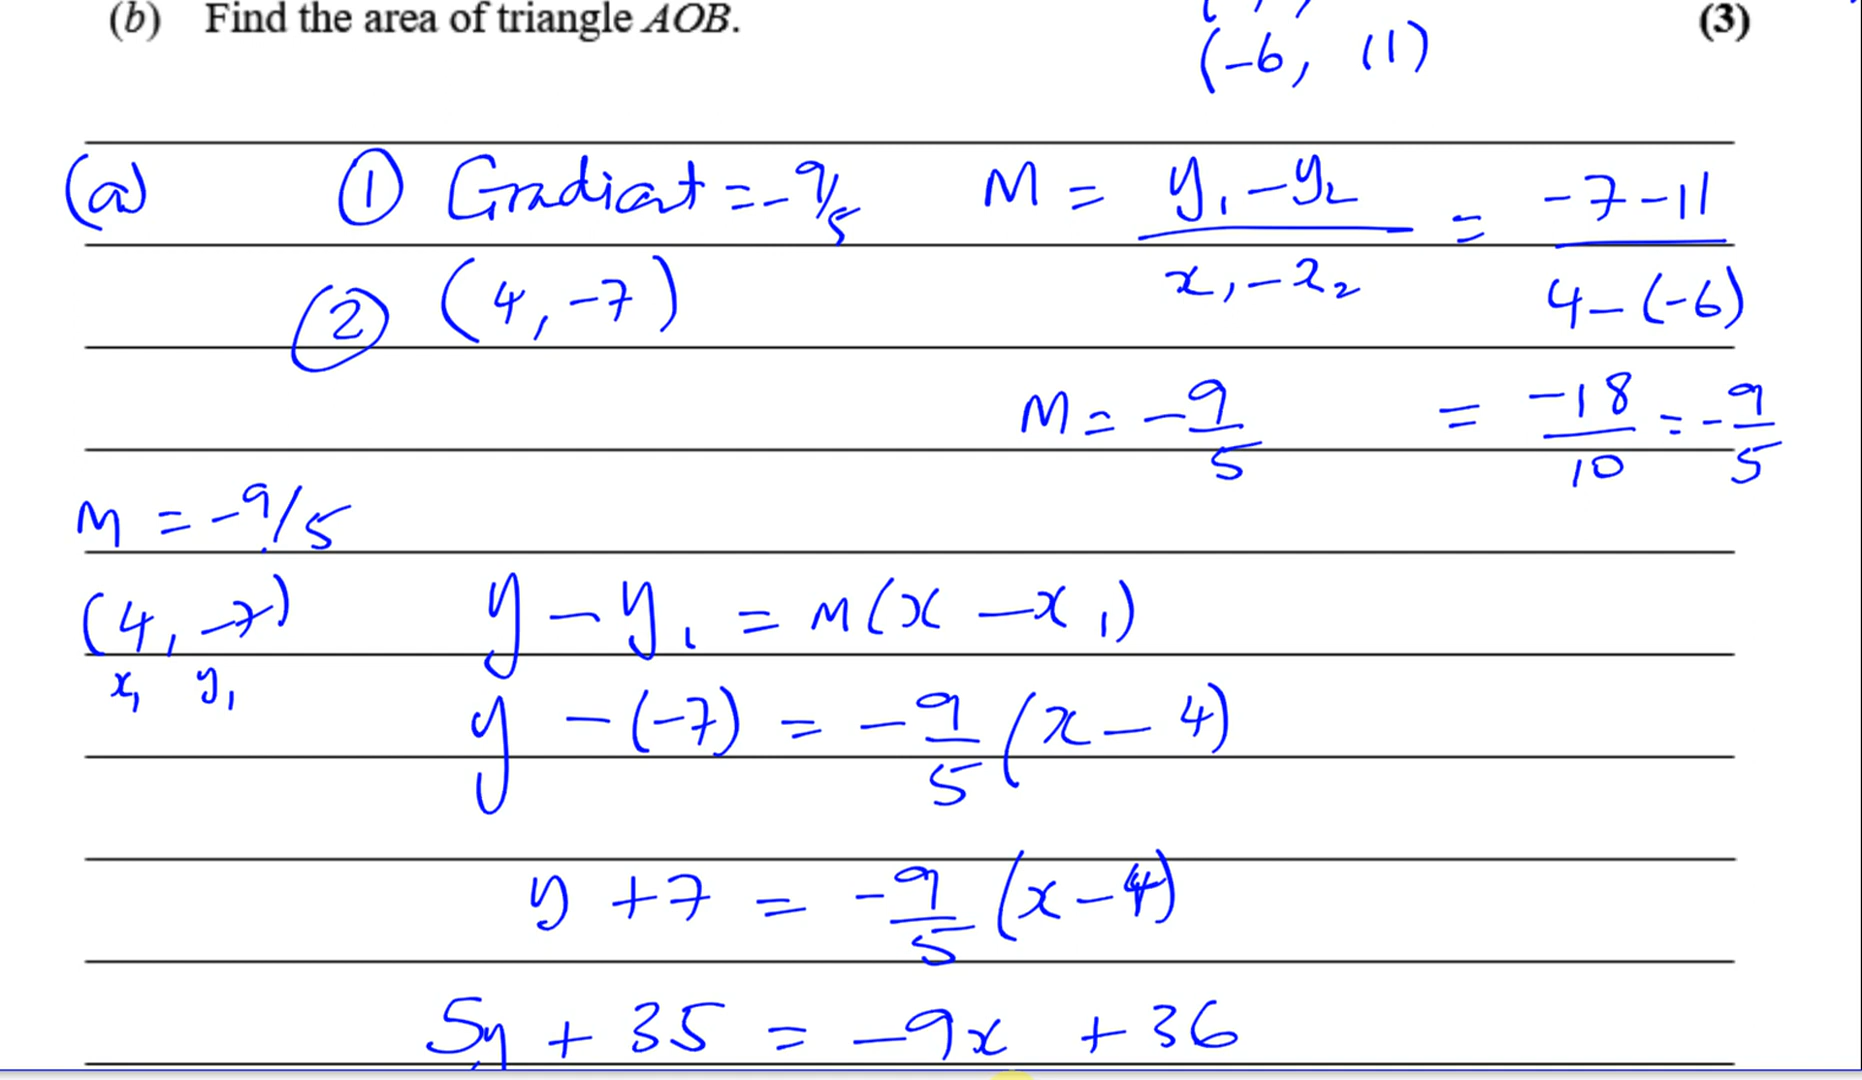 (b) Find the area of triangle AOB. (3)
(-6, 11)
(a) ① Gradient = -9/5 M = y₁ - y₂ / x₁ - x₂ = -7 - 11 / 4 - (-6)
② (4, -7)
M = -9/5 = -18/10 = -9/5
M = -9/5
(4, -7) y - y₁ = M(x - x₁)
x₁ y₁
y - (-7) = -9/5 (x - 4)
y + 7 = -9/5 (x - 4)
5y + 35 = -9x + 36